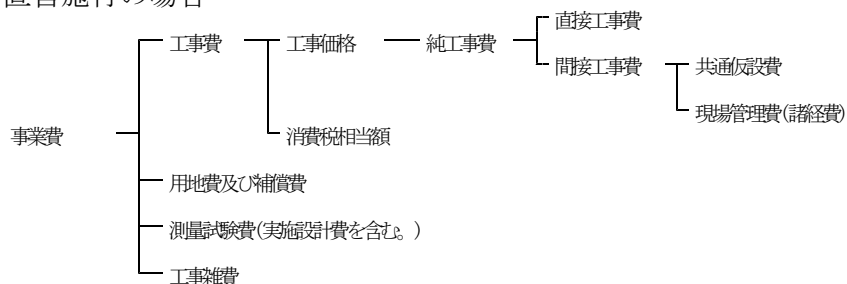 直営施行の場合
工事費 工事価格 純工事費 直接工事費
間接工事費 共通仮設費
現場管理費(諸経費)
事業費 消費税相当額
用地費及び補償費
測量試験費(実施設計費を含む。)
工事雑費